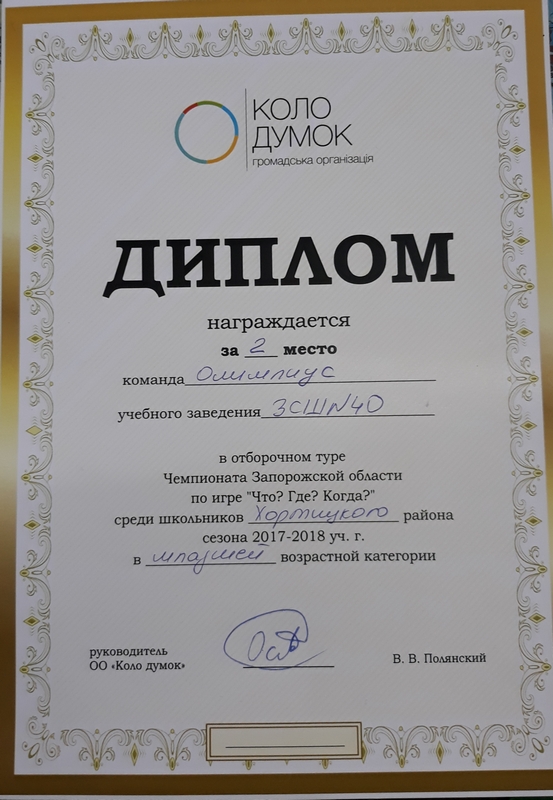 КОЛО
ДУМОК
громадська організація
ДИПЛОМ
награждается
за 2 место
команда Олимпиус
учебного заведения ЗСШ№40
в отборочном туре
Чемпионата Запорожской области
по игре "Что? Где? Когда?"
среди школьников Хортицкого района
сезона 2017-2018 уч. г.
в младшей возрастной категории
руководитель
ОО «Коло думок»
В. В. Полянский